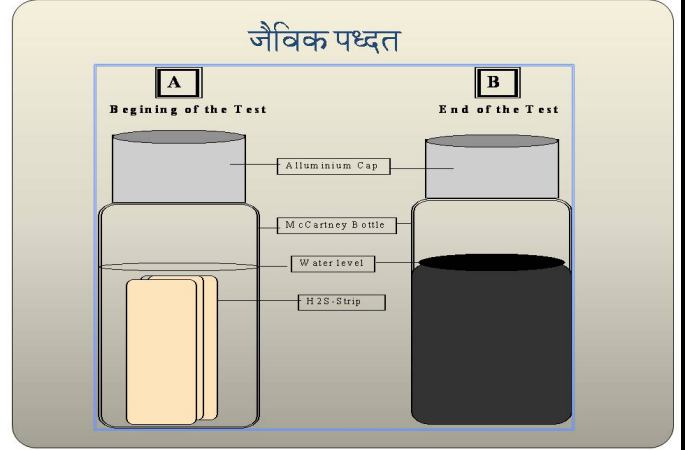 जैविक पध्दत
A
B
Begining of the Test
End of the Test
Alluminium Cap
McCartney Bottle
Water level
H2S-Strip